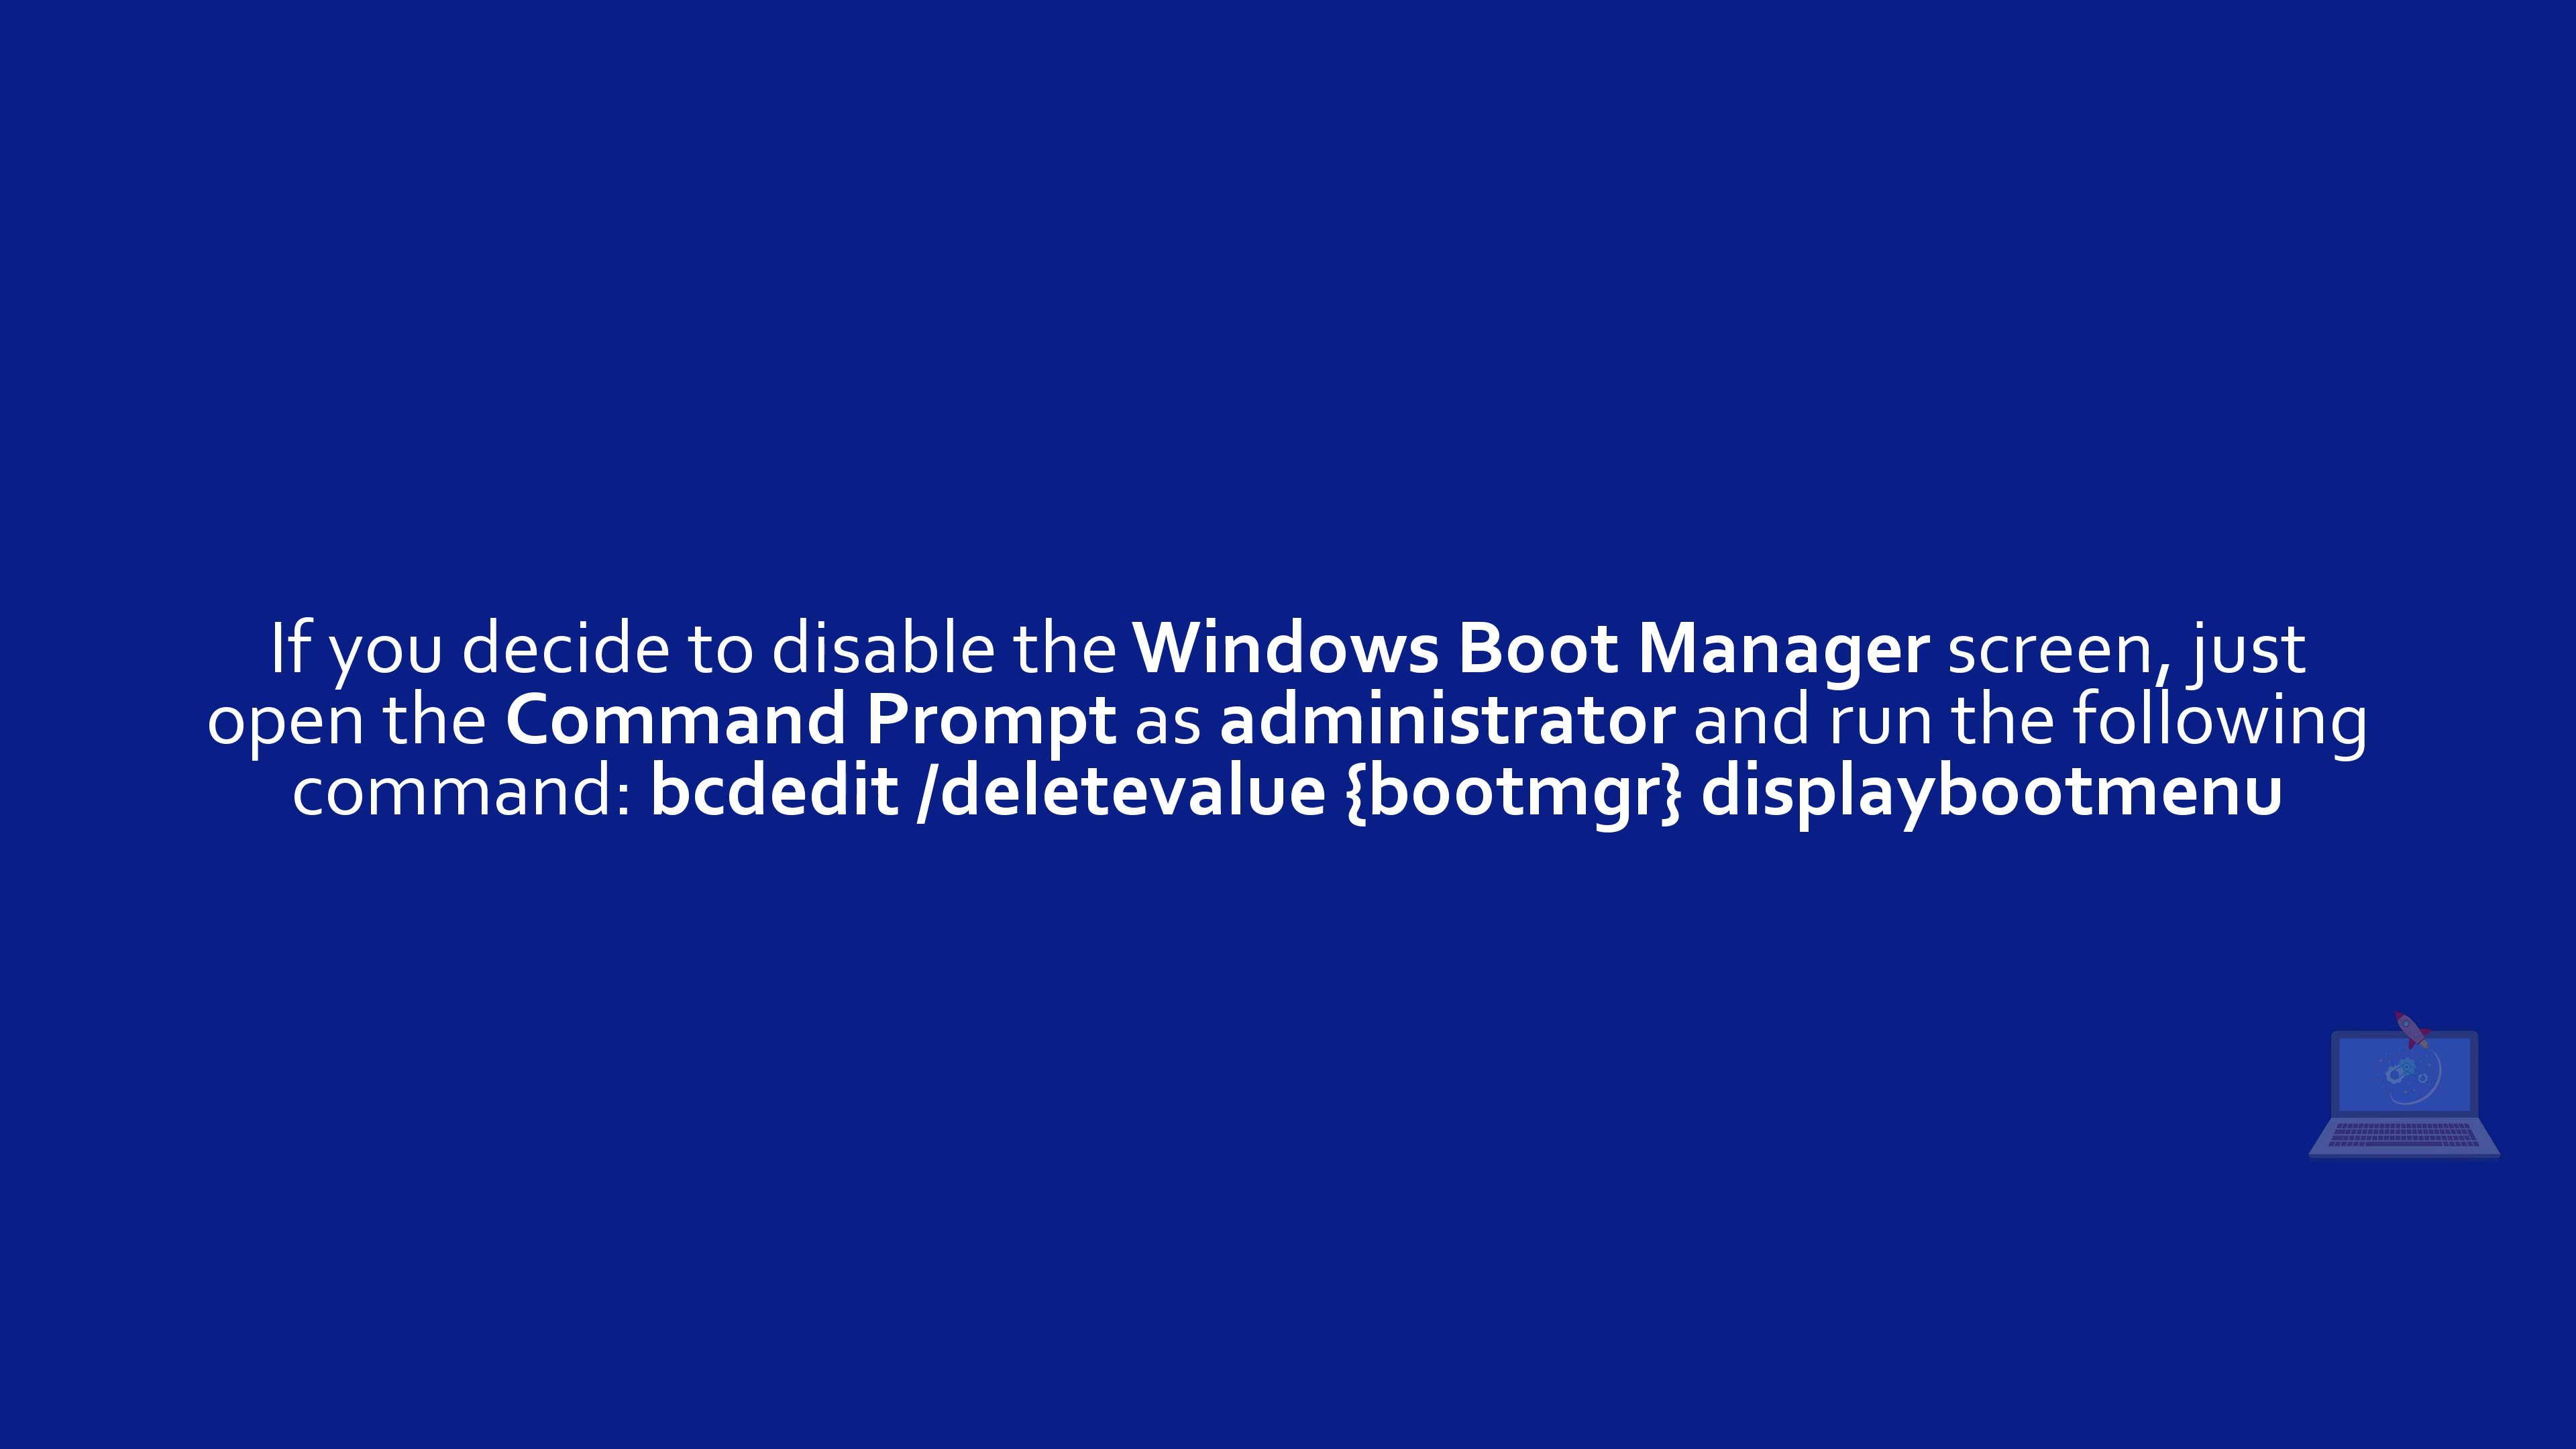 If you decide to disable the Windows Boot Manager screen, just
open the Command Prompt as administrator and run the following
command: bcdedit /deletevalue {bootmgr} displaybootmenu